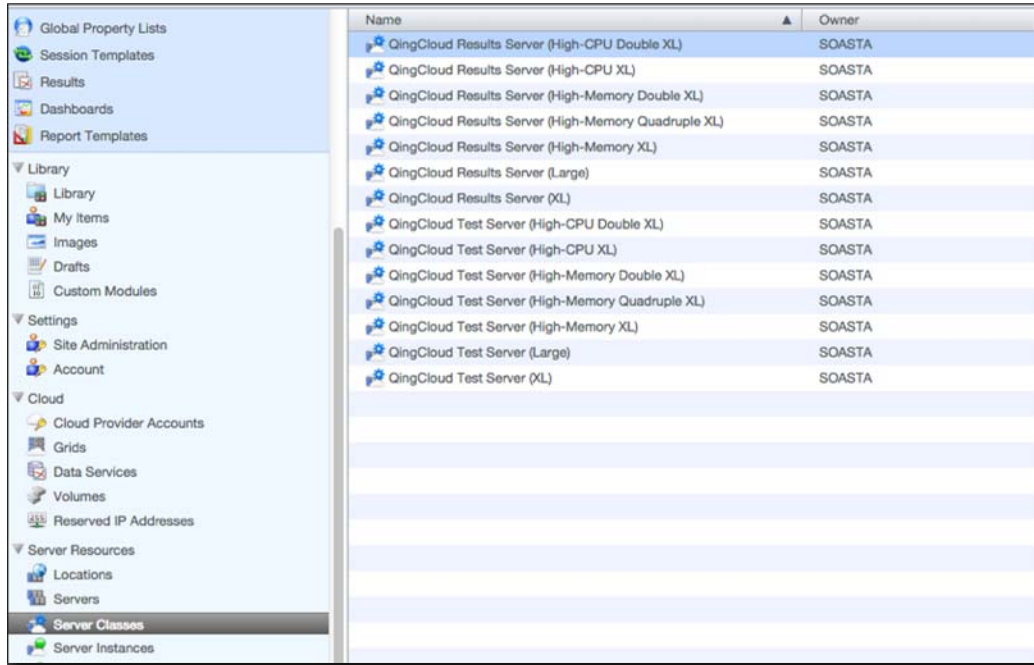 Global Property Lists
Session Templates
Results
Dashboards
Report Templates
Library
Library
My Items
Images
Drafts
Custom Modules
Settings
Site Administration
Account
Cloud
Cloud Provider Accounts
Grids
Data Services
Volumes
Reserved IP Addresses
Server Resources
Locations
Servers
Server Classes
Server Instances
Name Owner
QingCloud Results Server (High-CPU Double XL) SOASTA
QingCloud Results Server (High-CPU XL) SOASTA
QingCloud Results Server (High-Memory Double XL) SOASTA
QingCloud Results Server (High-Memory Quadruple XL) SOASTA
QingCloud Results Server (High-Memory XL) SOASTA
QingCloud Results Server (Large) SOASTA
QingCloud Results Server (XL) SOASTA
QingCloud Test Server (High-CPU Double XL) SOASTA
QingCloud Test Server (High-CPU XL) SOASTA
QingCloud Test Server (High-Memory Double XL) SOASTA
QingCloud Test Server (High-Memory Quadruple XL) SOASTA
QingCloud Test Server (High-Memory XL) SOASTA
QingCloud Test Server (Large) SOASTA
QingCloud Test Server (XL) SOASTA